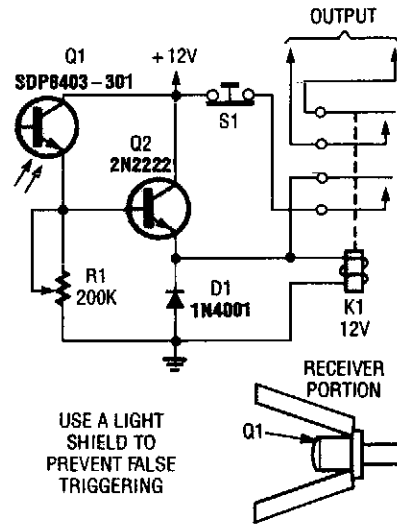 OUTPUT
Q1
SDP8403-301
+12V
S1
Q2
2N2222
R1
200K
D1
1N4001
K1
12V
RECEIVER
PORTION
Q1
USE A LIGHT
SHIELD TO
PREVENT FALSE
TRIGGERING